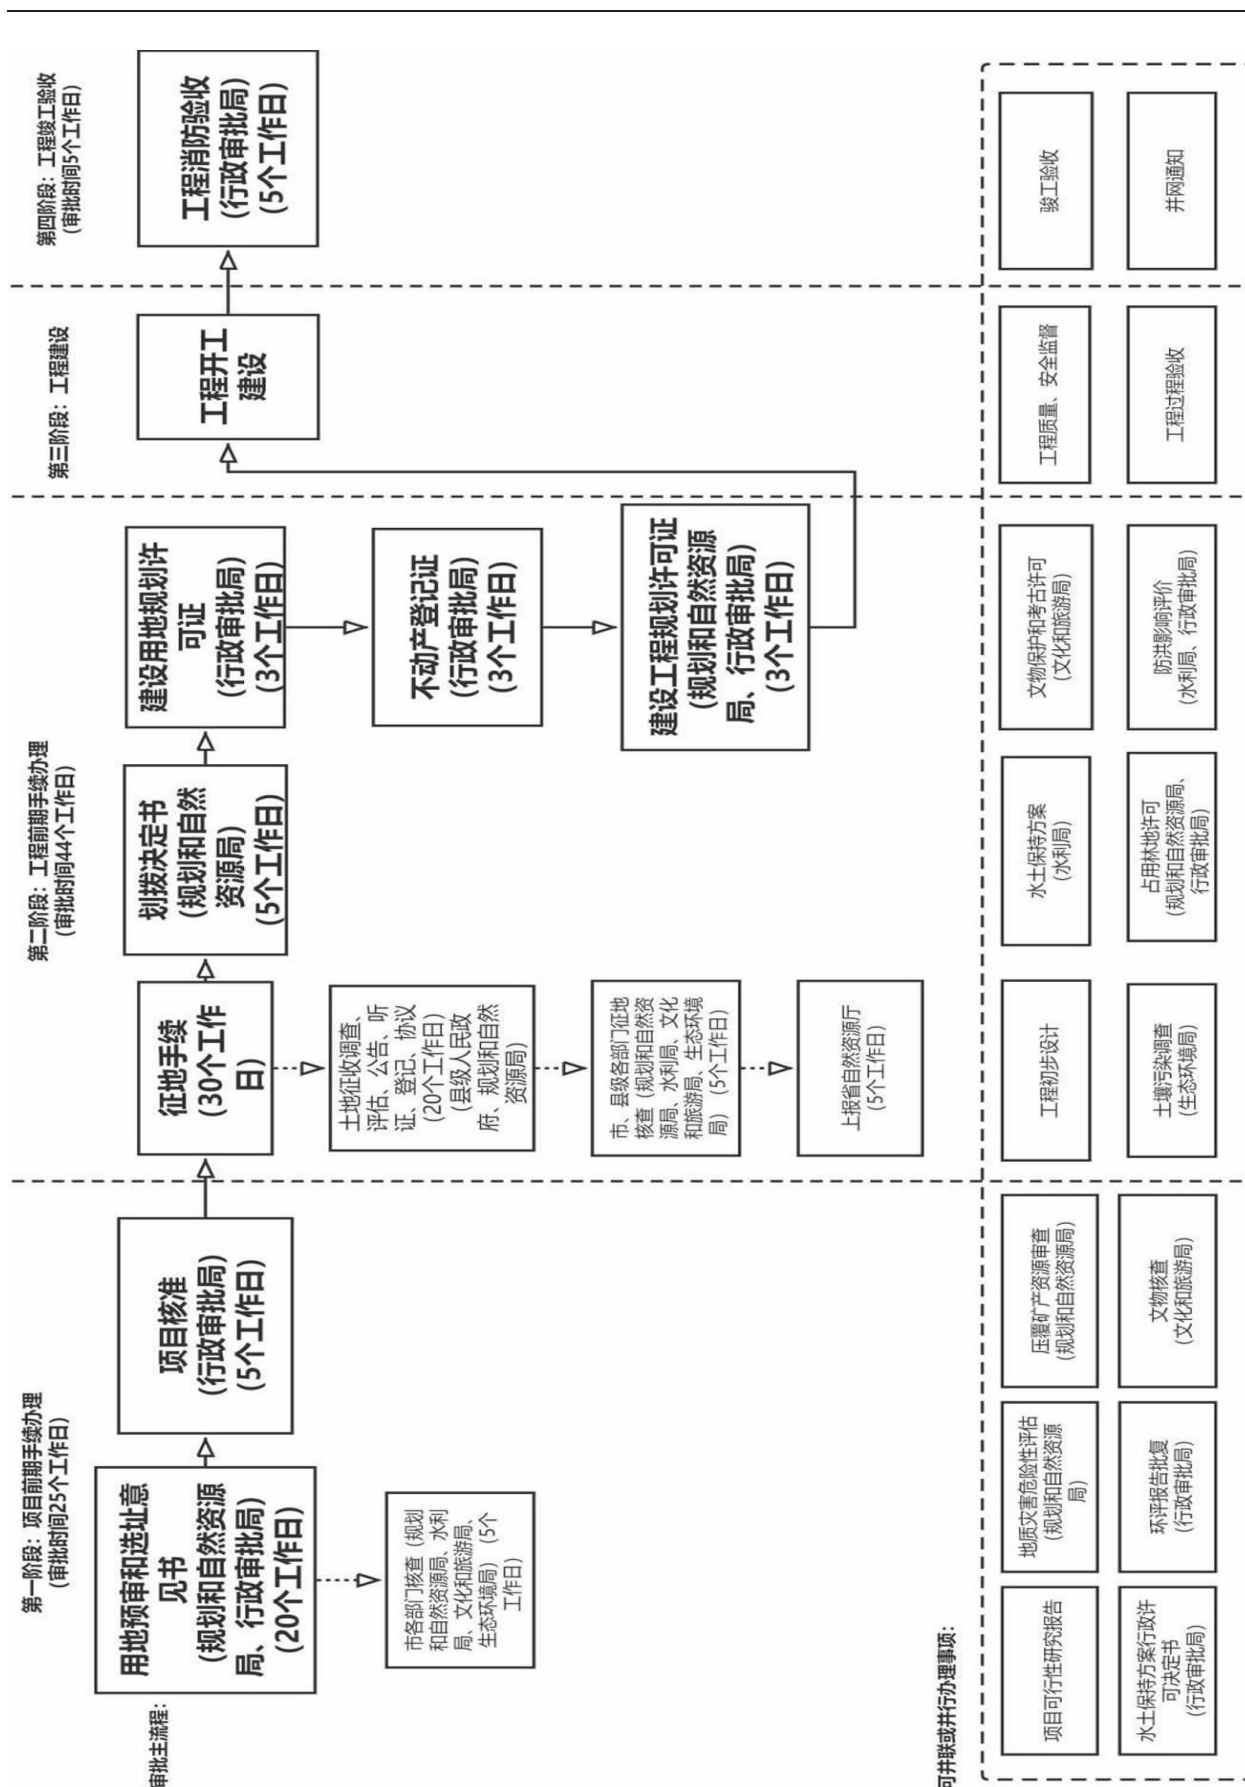 第一阶段：项目前期手续办理
(审批时间25个工作日)
第二阶段：工程前期手续办理
(审批时间44个工作日)
第三阶段：工程建设
第四阶段：工程竣工验收
(审批时间5个工作日)
审批主流程：
用地预审和选址意
见书
(规划和自然资源
局、行政审批局)
(20个工作日)
市各部门核查（规划
和自然资源局、水利
局、文化和旅游局、
生态环境局）（5个
工作日）
项目核准
(行政审批局)
(5个工作日)
征地手续
(30个工作
日)
土地征收调查、
评估、公告、听
证、登记、协议
(20个工作日)
(县级人民政
府、规划和自然
资源局)
市、县级各部门征地
核查（规划和自然资
源局、水利局、文化
和旅游局、生态环境
局）（5个工作日）
上报省自然资源厅
(5个工作日)
划拨决定书
(规划和自然
资源局)
(5个工作日)
建设用地规划许
可证
(行政审批局)
(3个工作日)
不动产登记证
(行政审批局)
(3个工作日)
建设工程规划许可证
(规划和自然资源
局、行政审批局)
(3个工作日)
工程开工
建设
工程消防验收
(行政审批局)
(5个工作日)
可并联或并行办理事项：
项目可行性研究报告
地质灾害危险性评估
(规划和自然资源
局)
压覆矿产资源审查
(规划和自然资源局)
工程初步设计
水土保持方案
(水利局)
文物保护和考古许可
(文化和旅游局)
工程质量、安全监督
骏工验收
水土保持方案行政许
可决定书
(行政审批局)
环评报告批复
(行政审批局)
文物核查
(文化和旅游局)
土壤污染调查
(生态环境局)
占用林地许可
(规划和自然资源局、
行政审批局)
防洪影响评价
(水利局、行政审批局)
工程过程验收
并网通知